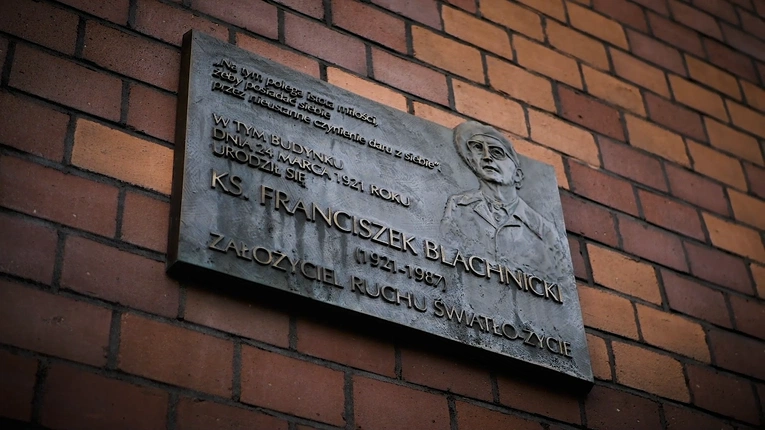 „Na tym polega istota miłości,
żeby posiadać siebie
przez nieustanne czynienie daru z siebie”.
W TYM BUDYNKU
DNIA 24 MARCA 1921 ROKU
URODZIŁ SIĘ
KS. FRANCISZEK BLACHNICKI
(1921-1987)
ZAŁOŻYCIEL RUCHU ŚWIATŁO-ŻYCIE